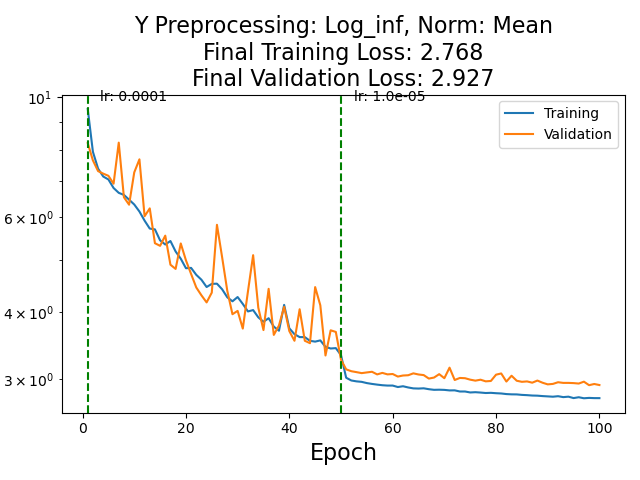 Y Preprocessing: Log_inf, Norm: Mean
Final Training Loss: 2.768
Final Validation Loss: 2.927
lr: 0.0001
lr: 1.0e-05
Training
Validation
10¹
6 × 10⁰
4 × 10⁰
3 × 10⁰
0 20 40 60 80 100
Epoch